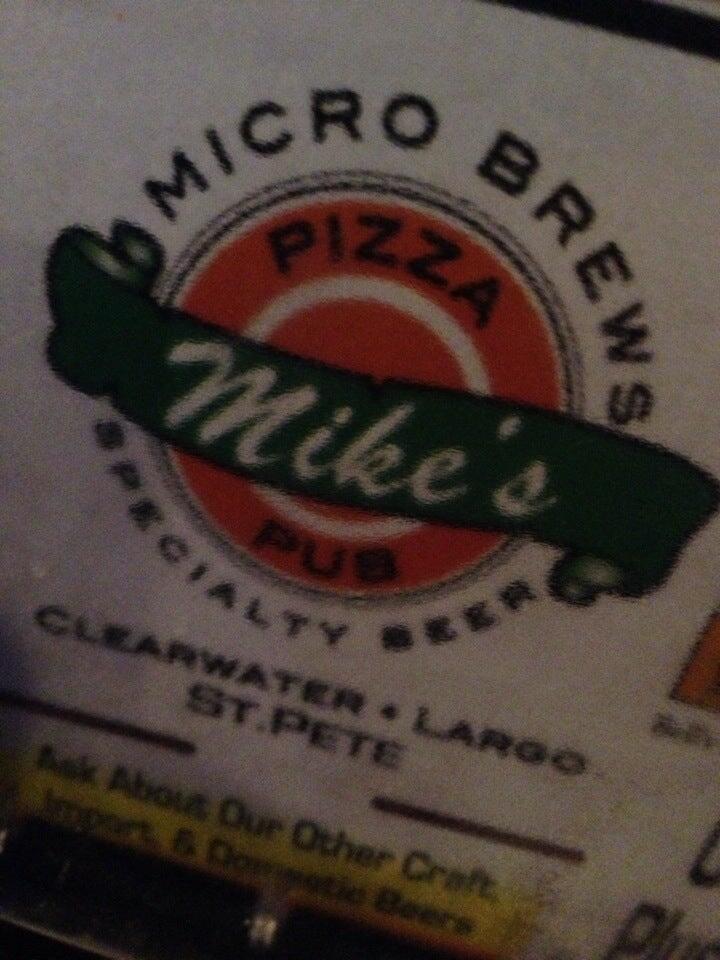 MICRO BREWS
PIZZA
Mike's
PUB
SPECIALTY BEER
CLEARWATER • LARGO
ST. PETE
Ask About Our Other Craft,
Import, & Domestic Beers